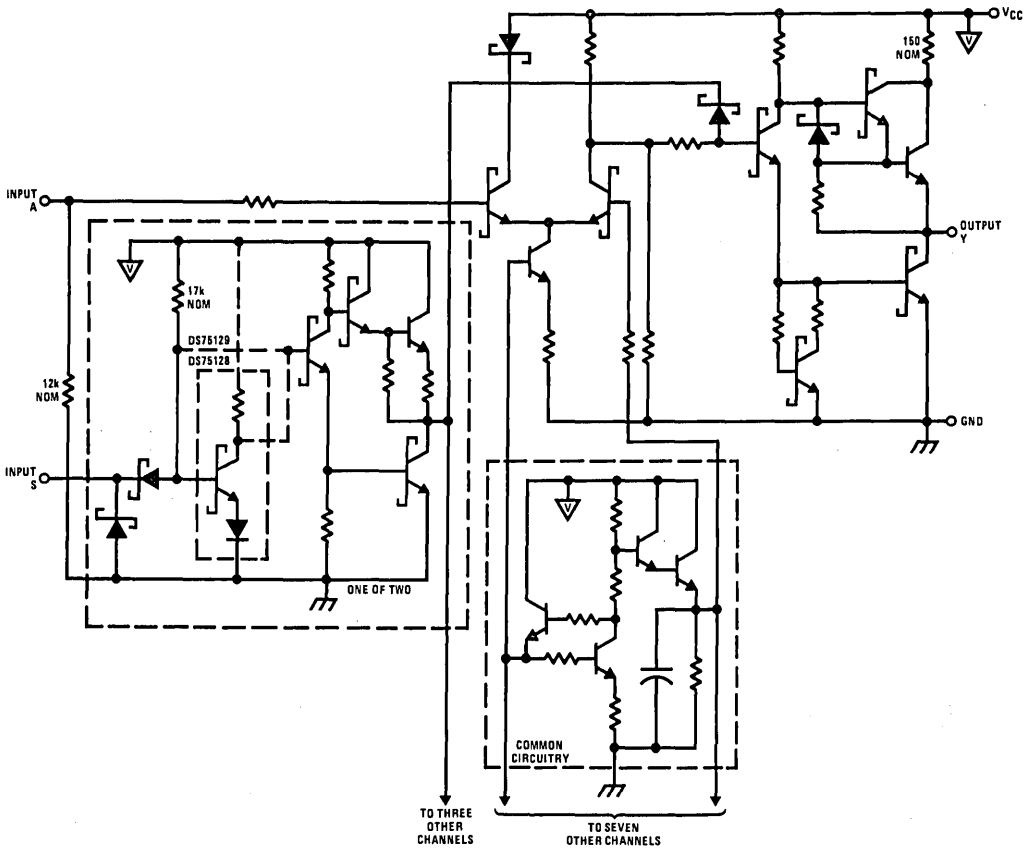 VCC
V
150
NOM
INPUT
A
OUTPUT
Y
V
17k
NOM
DS75129
DS75128
12k
NOM
GND
INPUT
S
V
ONE OF TWO
COMMON
CIRCUITRY
TO THREE
OTHER
CHANNELS
TO SEVEN
OTHER CHANNELS